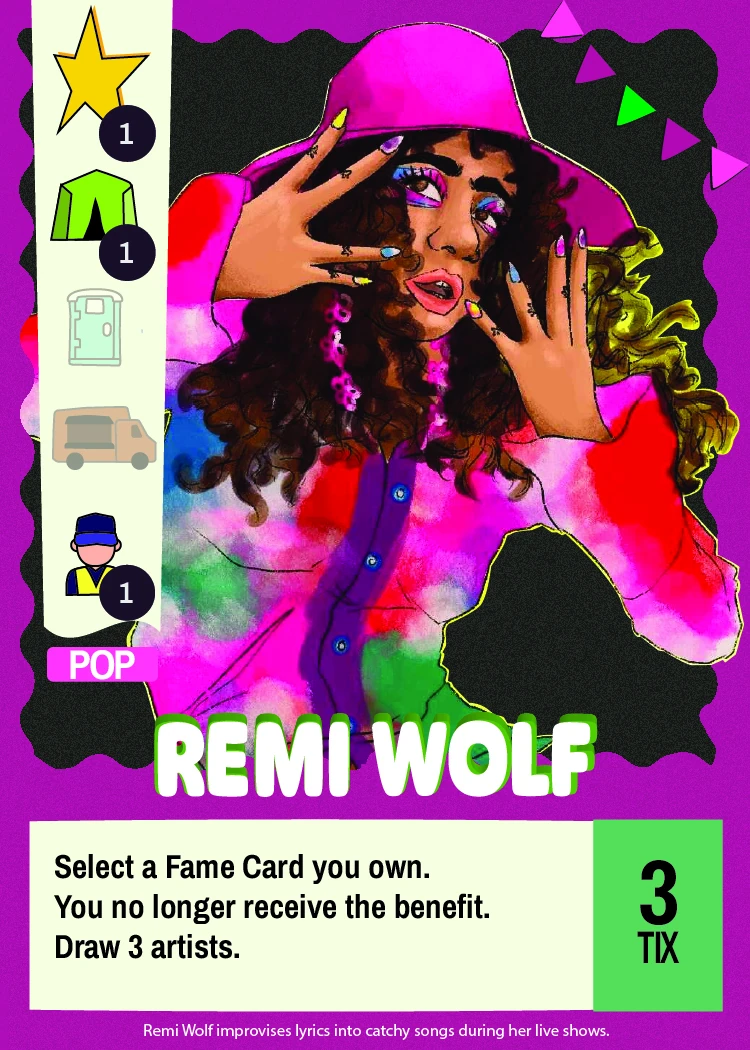 1
1
1
POP
REMI WOLF
Select a Fame Card you own.
You no longer receive the benefit.
Draw 3 artists.
3
TIX
Remi Wolf improvises lyrics into catchy songs during her live shows.